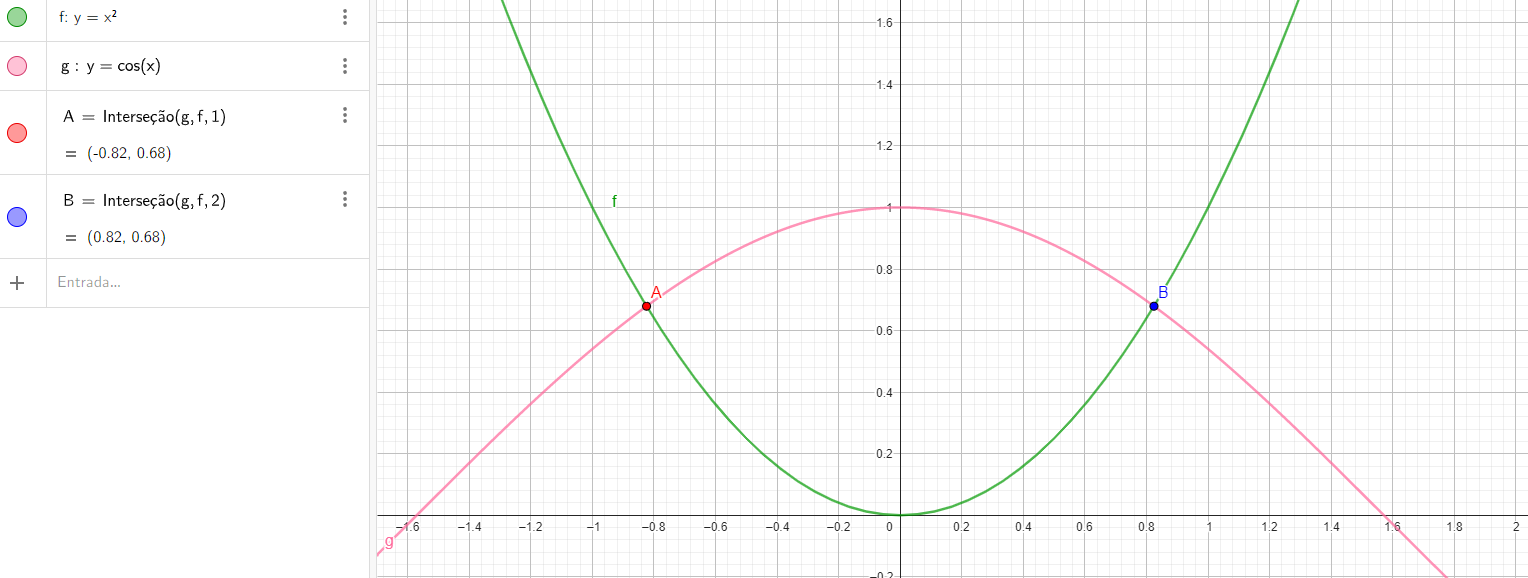 f: y = x²
g : y = cos(x)
A = Interseção(g, f, 1)
= (-0.82, 0.68)
B = Interseção(g, f, 2)
= (0.82, 0.68)
+ Entrada...
1.6
1.4
1.2
f
1
0.8
A
B
0.6
0.4
0.2
−1.6 −1.4 −1.2 −1 −0.8 −0.6 −0.4 −0.2 0 0.2 0.4 0.6 0.8 1 1.2 1.4 1.6 1.8 2
g
−0.2